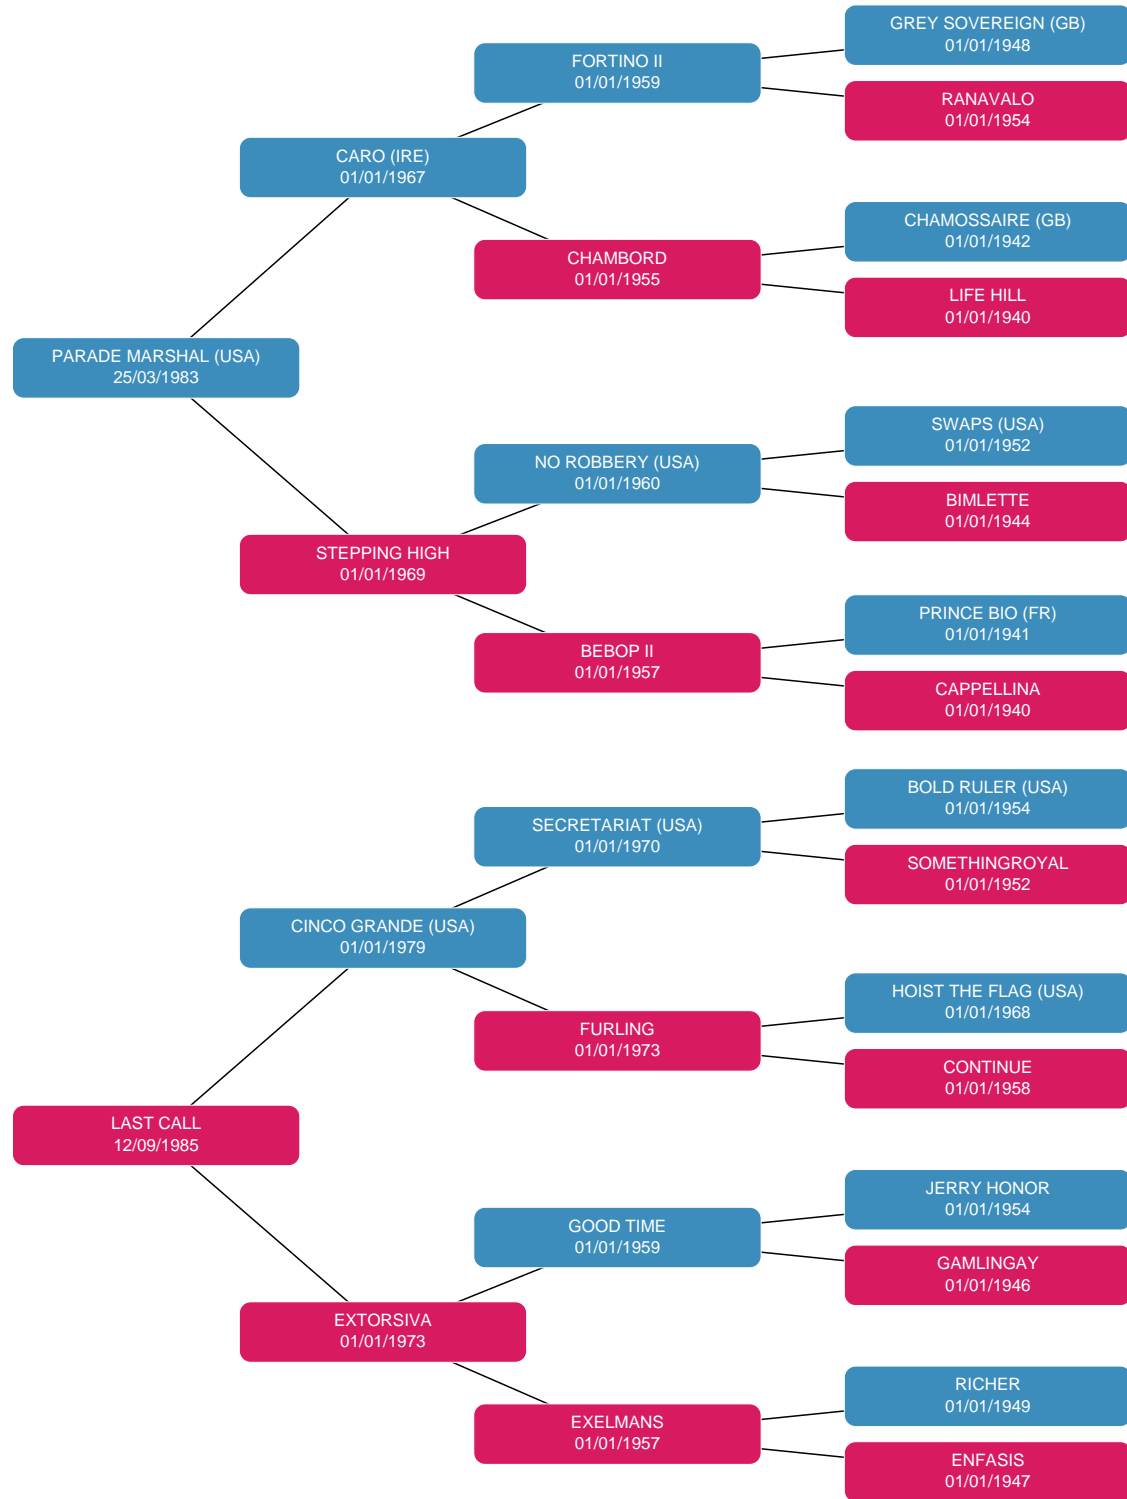 GREY SOVEREIGN (GB)
01/01/1948
FORTINO II
01/01/1959
RANAVALO
01/01/1954
CARO (IRE)
01/01/1967
CHAMOSSAIRE (GB)
01/01/1942
CHAMBORD
01/01/1955
LIFE HILL
01/01/1940
PARADE MARSHAL (USA)
25/03/1983
SWAPS (USA)
01/01/1952
NO ROBBERY (USA)
01/01/1960
BIMLETTE
01/01/1944
STEPPING HIGH
01/01/1969
PRINCE BIO (FR)
01/01/1941
BEBOP II
01/01/1957
CAPPELLINA
01/01/1940
BOLD RULER (USA)
01/01/1954
SECRETARIAT (USA)
01/01/1970
SOMETHINGROYAL
01/01/1952
CINCO GRANDE (USA)
01/01/1979
HOIST THE FLAG (USA)
01/01/1968
FURLING
01/01/1973
CONTINUE
01/01/1958
LAST CALL
12/09/1985
JERRY HONOR
01/01/1954
GOOD TIME
01/01/1959
GAMLINGAY
01/01/1946
EXTORSIVA
01/01/1973
RICHER
01/01/1949
EXELMANS
01/01/1957
ENFASIS
01/01/1947